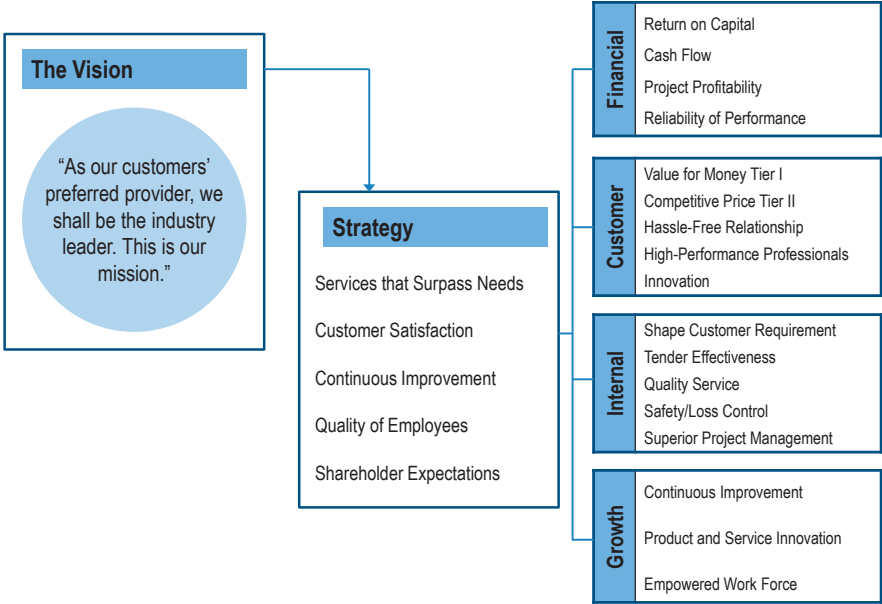 The Vision
“As our customers’
preferred provider, we
shall be the industry
leader. This is our
mission.”
Strategy
Services that Surpass Needs
Customer Satisfaction
Continuous Improvement
Quality of Employees
Shareholder Expectations
Financial
Return on Capital
Cash Flow
Project Profitability
Reliability of Performance
Customer
Value for Money Tier I
Competitive Price Tier II
Hassle-Free Relationship
High-Performance Professionals
Innovation
Internal
Shape Customer Requirement
Tender Effectiveness
Quality Service
Safety/Loss Control
Superior Project Management
Growth
Continuous Improvement
Product and Service Innovation
Empowered Work Force